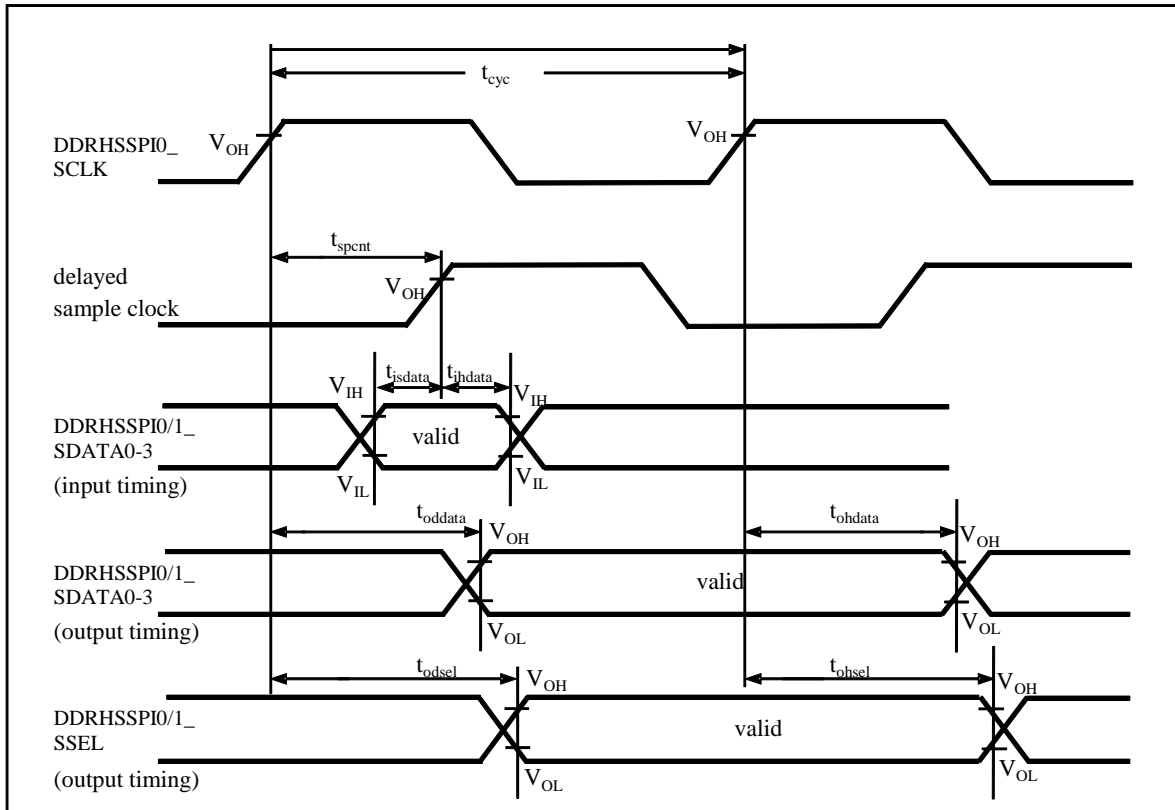 tcyc
DDRHSSPI0_
SCLK
VOH
VOH
tspcnt
delayed
sample clock
VOH
tisdata
tihdata
VIH
VIH
DDRHSSPI0/1_
SDATA0-3
(input timing)
valid
VIL
VIL
toddata
tohdata
VOH
VOH
DDRHSSPI0/1_
SDATA0-3
(output timing)
valid
VOL
VOL
todsel
tohsel
VOH
VOH
DDRHSSPI0/1_
SSEL
(output timing)
valid
VOL
VOL